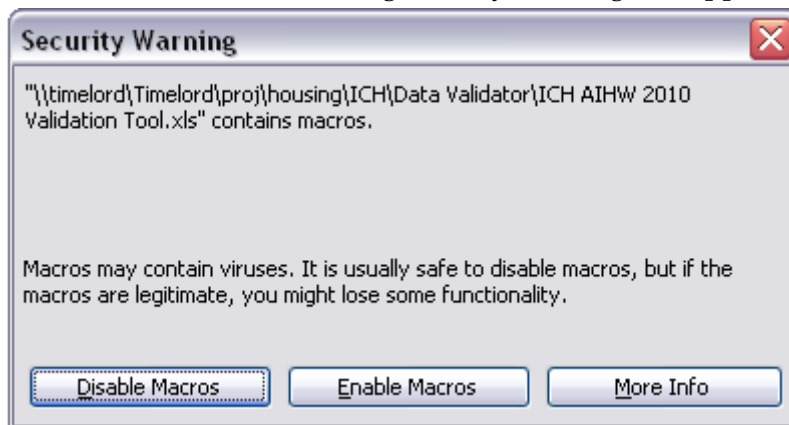 Security Warning
"\\timelord\Timelord\proj\housing\ICH\Data Validator\ICH AIHW 2010
Validation Tool.xls" contains macros.
Macros may contain viruses. It is usually safe to disable macros, but if the
macros are legitimate, you might lose some functionality.
Disable Macros Enable Macros More Info